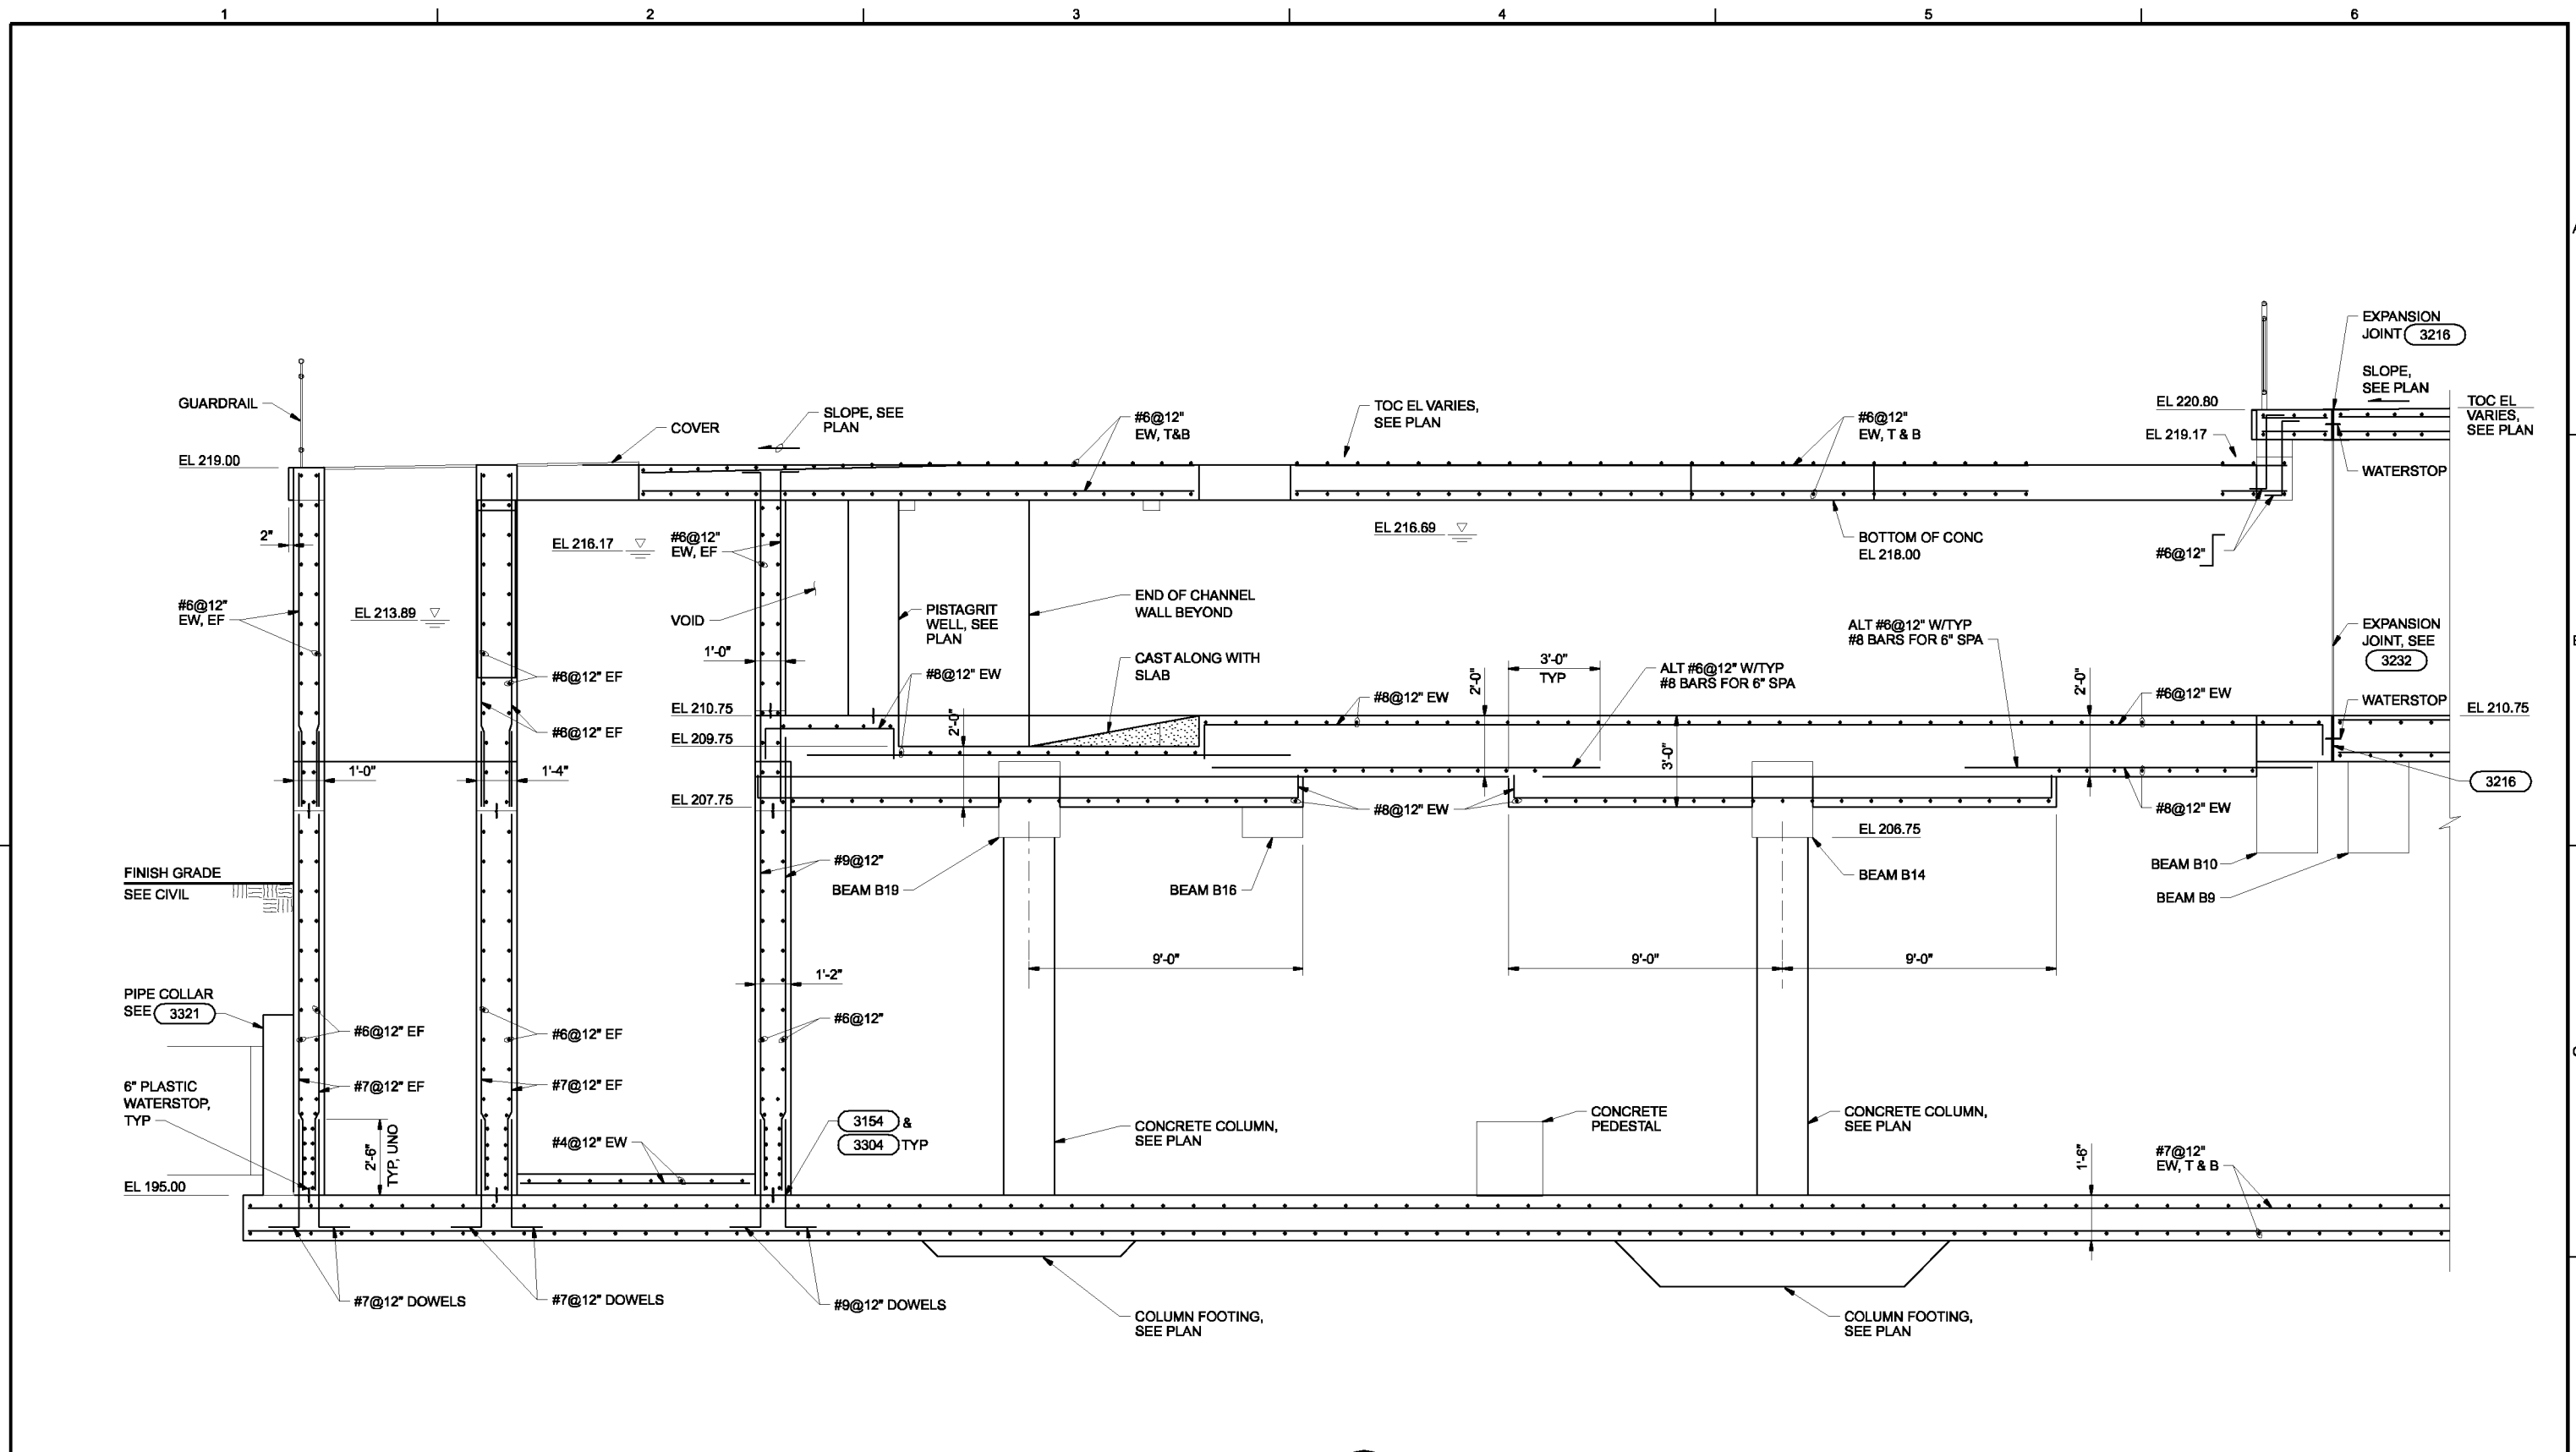 1
2
3
4
5
6
GUARDRAIL
EL 219.00
2"
#6@12"
EW, EF
EL 213.89
COVER
SLOPE, SEE
PLAN
#6@12"
EW, T&B
TOC EL VARIES,
SEE PLAN
#6@12"
EW, T & B
EL 220.80
EL 219.17
EXPANSION
JOINT 3216
SLOPE,
SEE PLAN
TOC EL
VARIES,
SEE PLAN
WATERSTOP
EL 216.17
#6@12"
EW, EF
VOID
1'-0"
PISTAGRIT
WELL, SEE
PLAN
#8@12" EW
END OF CHANNEL
WALL BEYOND
CAST ALONG WITH
SLAB
EL 216.69
BOTTOM OF CONC
EL 218.00
#6@12"
#6@12" EF
#6@12" EF
EL 210.75
EL 209.75
EL 207.75
2'-0"
#8@12" EW
2'-0"
3'-0"
TYP
ALT #6@12" W/TYP
#8 BARS FOR 6" SPA
ALT #6@12" W/TYP
#8 BARS FOR 6" SPA
2'-0"
#6@12" EW
EXPANSION
JOINT, SEE
3232
WATERSTOP
EL 210.75
3216
1'-0"
1'-4"
3'-0"
#8@12" EW
#8@12" EW
EL 206.75
FINISH GRADE
SEE CIVIL
#9@12"
BEAM B19
BEAM B16
BEAM B14
BEAM B10
BEAM B9
9'-0"
9'-0"
9'-0"
1'-2"
PIPE COLLAR
SEE 3321
#6@12" EF
#6@12" EF
#6@12"
6" PLASTIC
WATERSTOP,
TYP
#7@12" EF
#7@12" EF
2'-6"
TYP, UNO
#4@12" EW
3154 &
3304 TYP
CONCRETE COLUMN,
SEE PLAN
CONCRETE
PEDESTAL
CONCRETE COLUMN,
SEE PLAN
1'-6"
#7@12"
EW, T & B
EL 195.00
#7@12" DOWELS
#7@12" DOWELS
#9@12" DOWELS
COLUMN FOOTING,
SEE PLAN
COLUMN FOOTING,
SEE PLAN